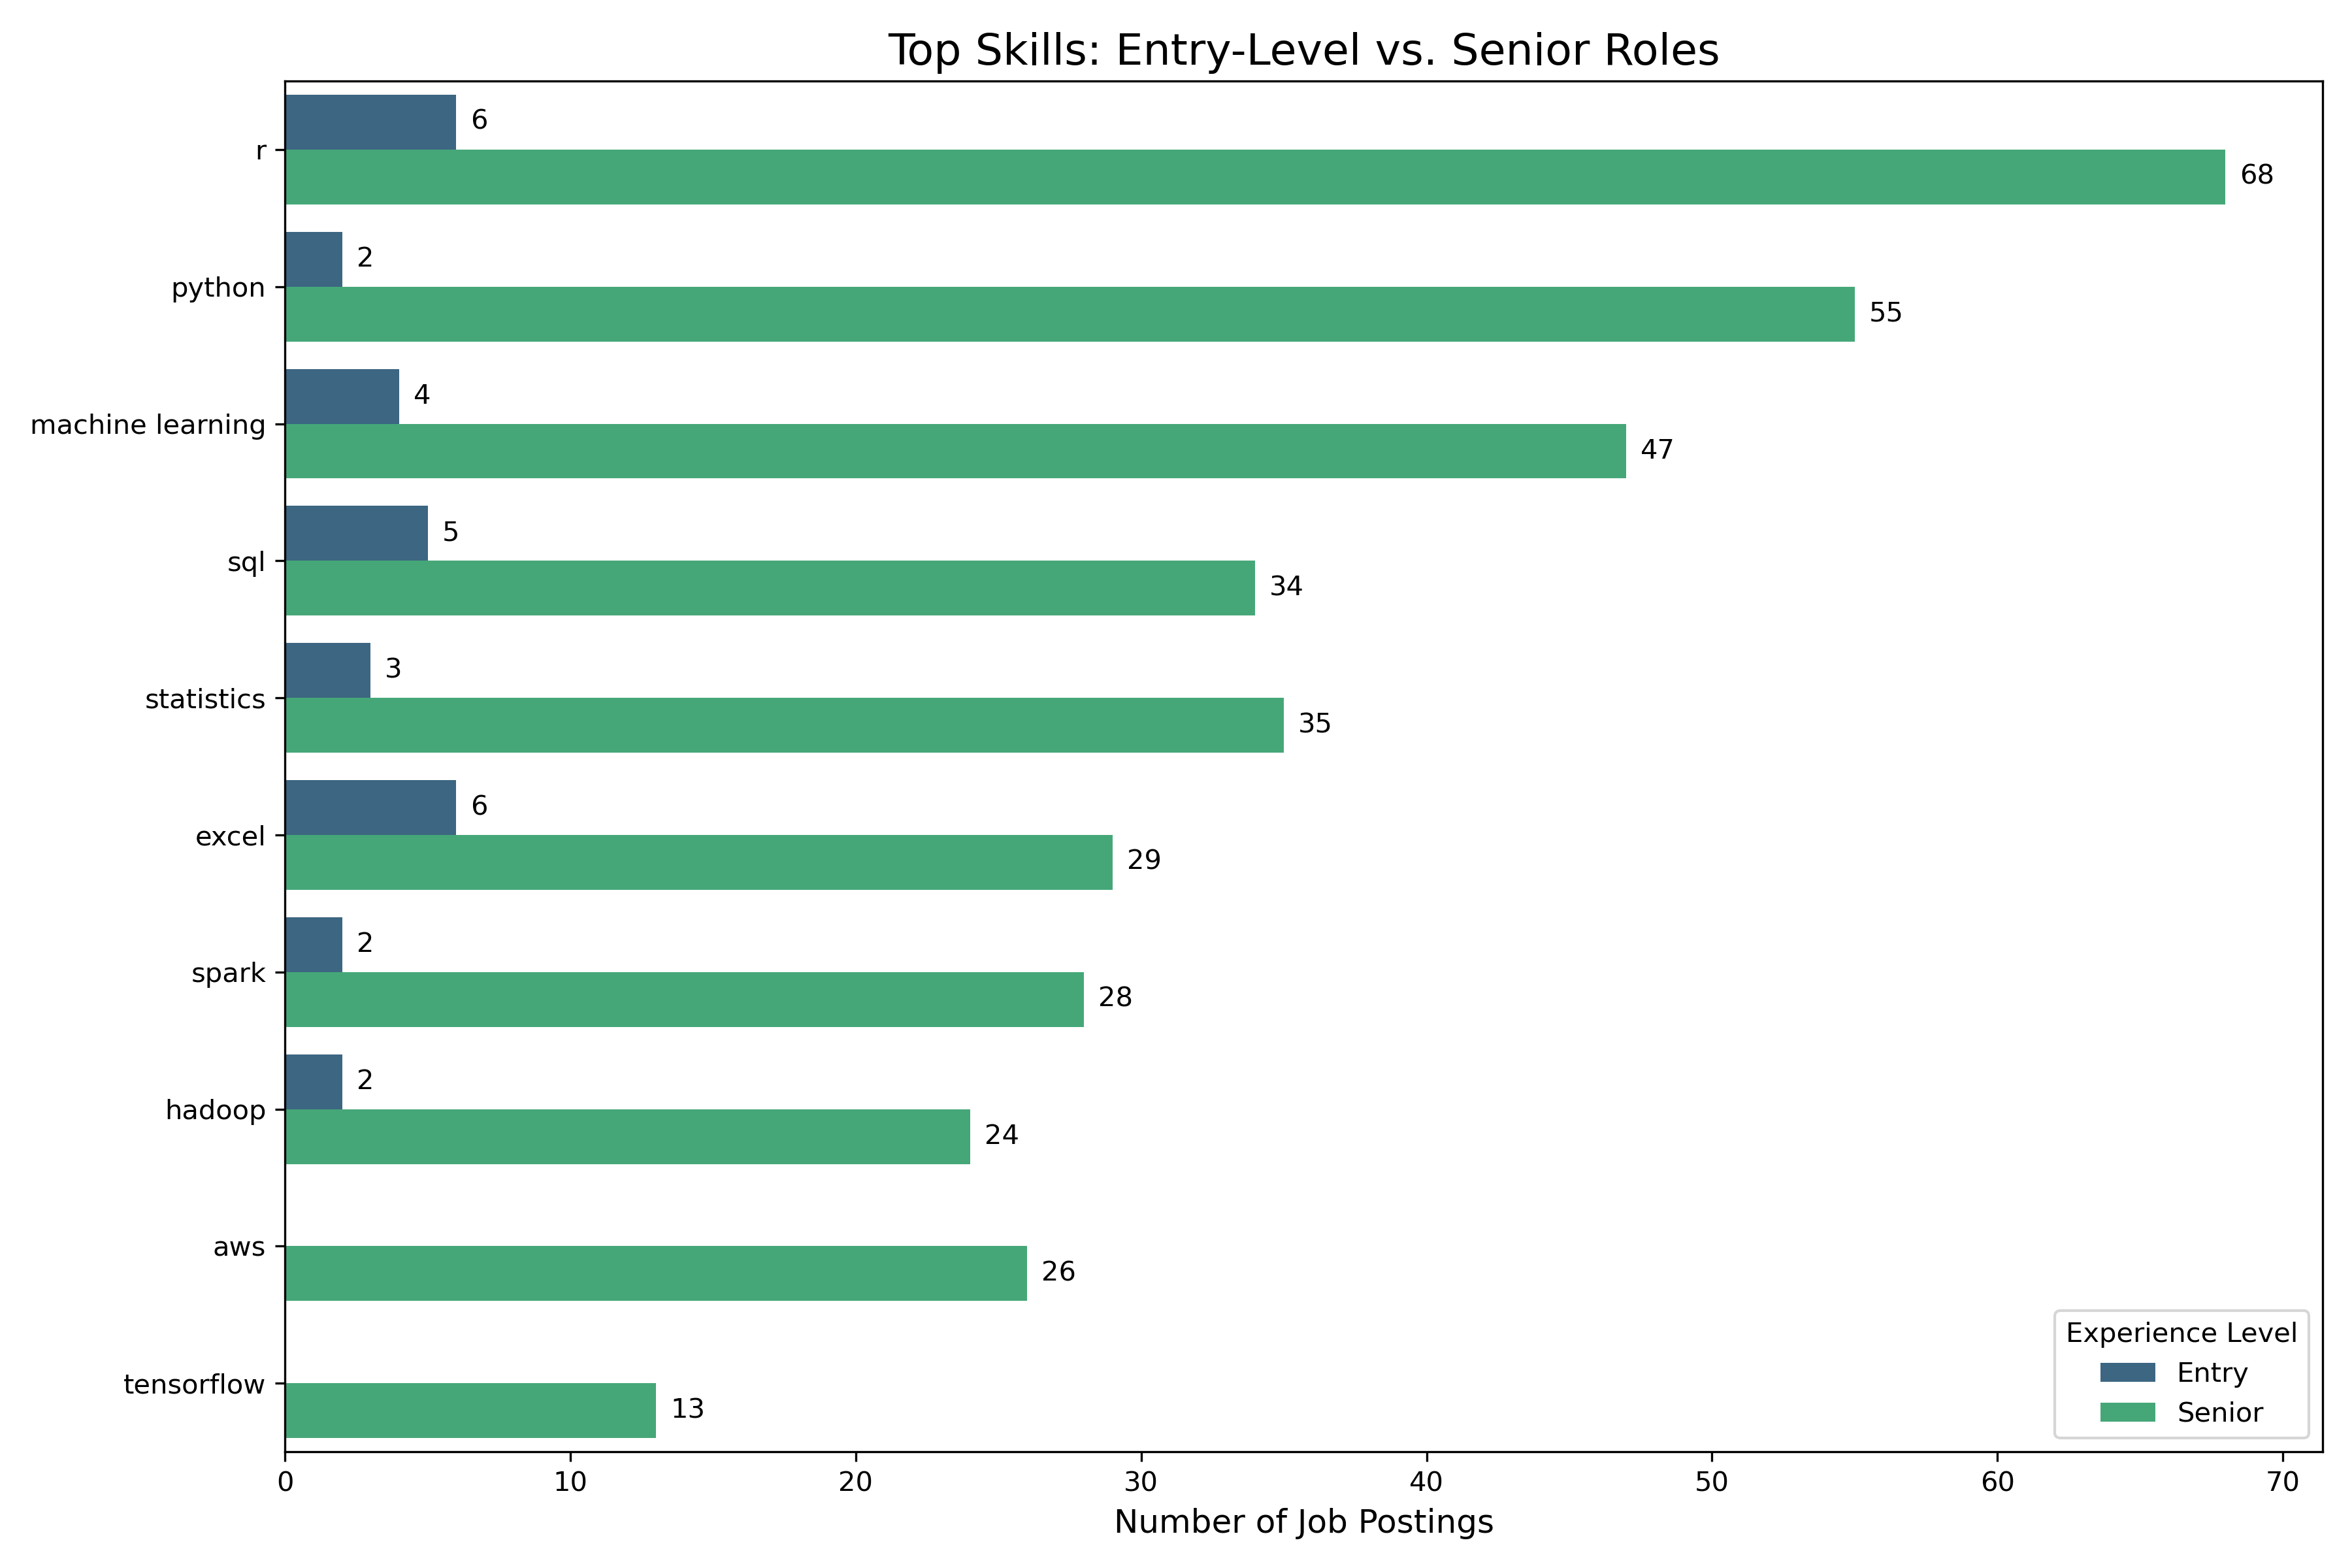 Top Skills: Entry-Level vs. Senior Roles
r
6
68
python
2
55
machine learning
4
47
sql
5
34
statistics
3
35
excel
6
29
spark
2
28
hadoop
2
24
aws
26
tensorflow
13
Experience Level
Entry
Senior
0 10 20 30 40 50 60 70
Number of Job Postings